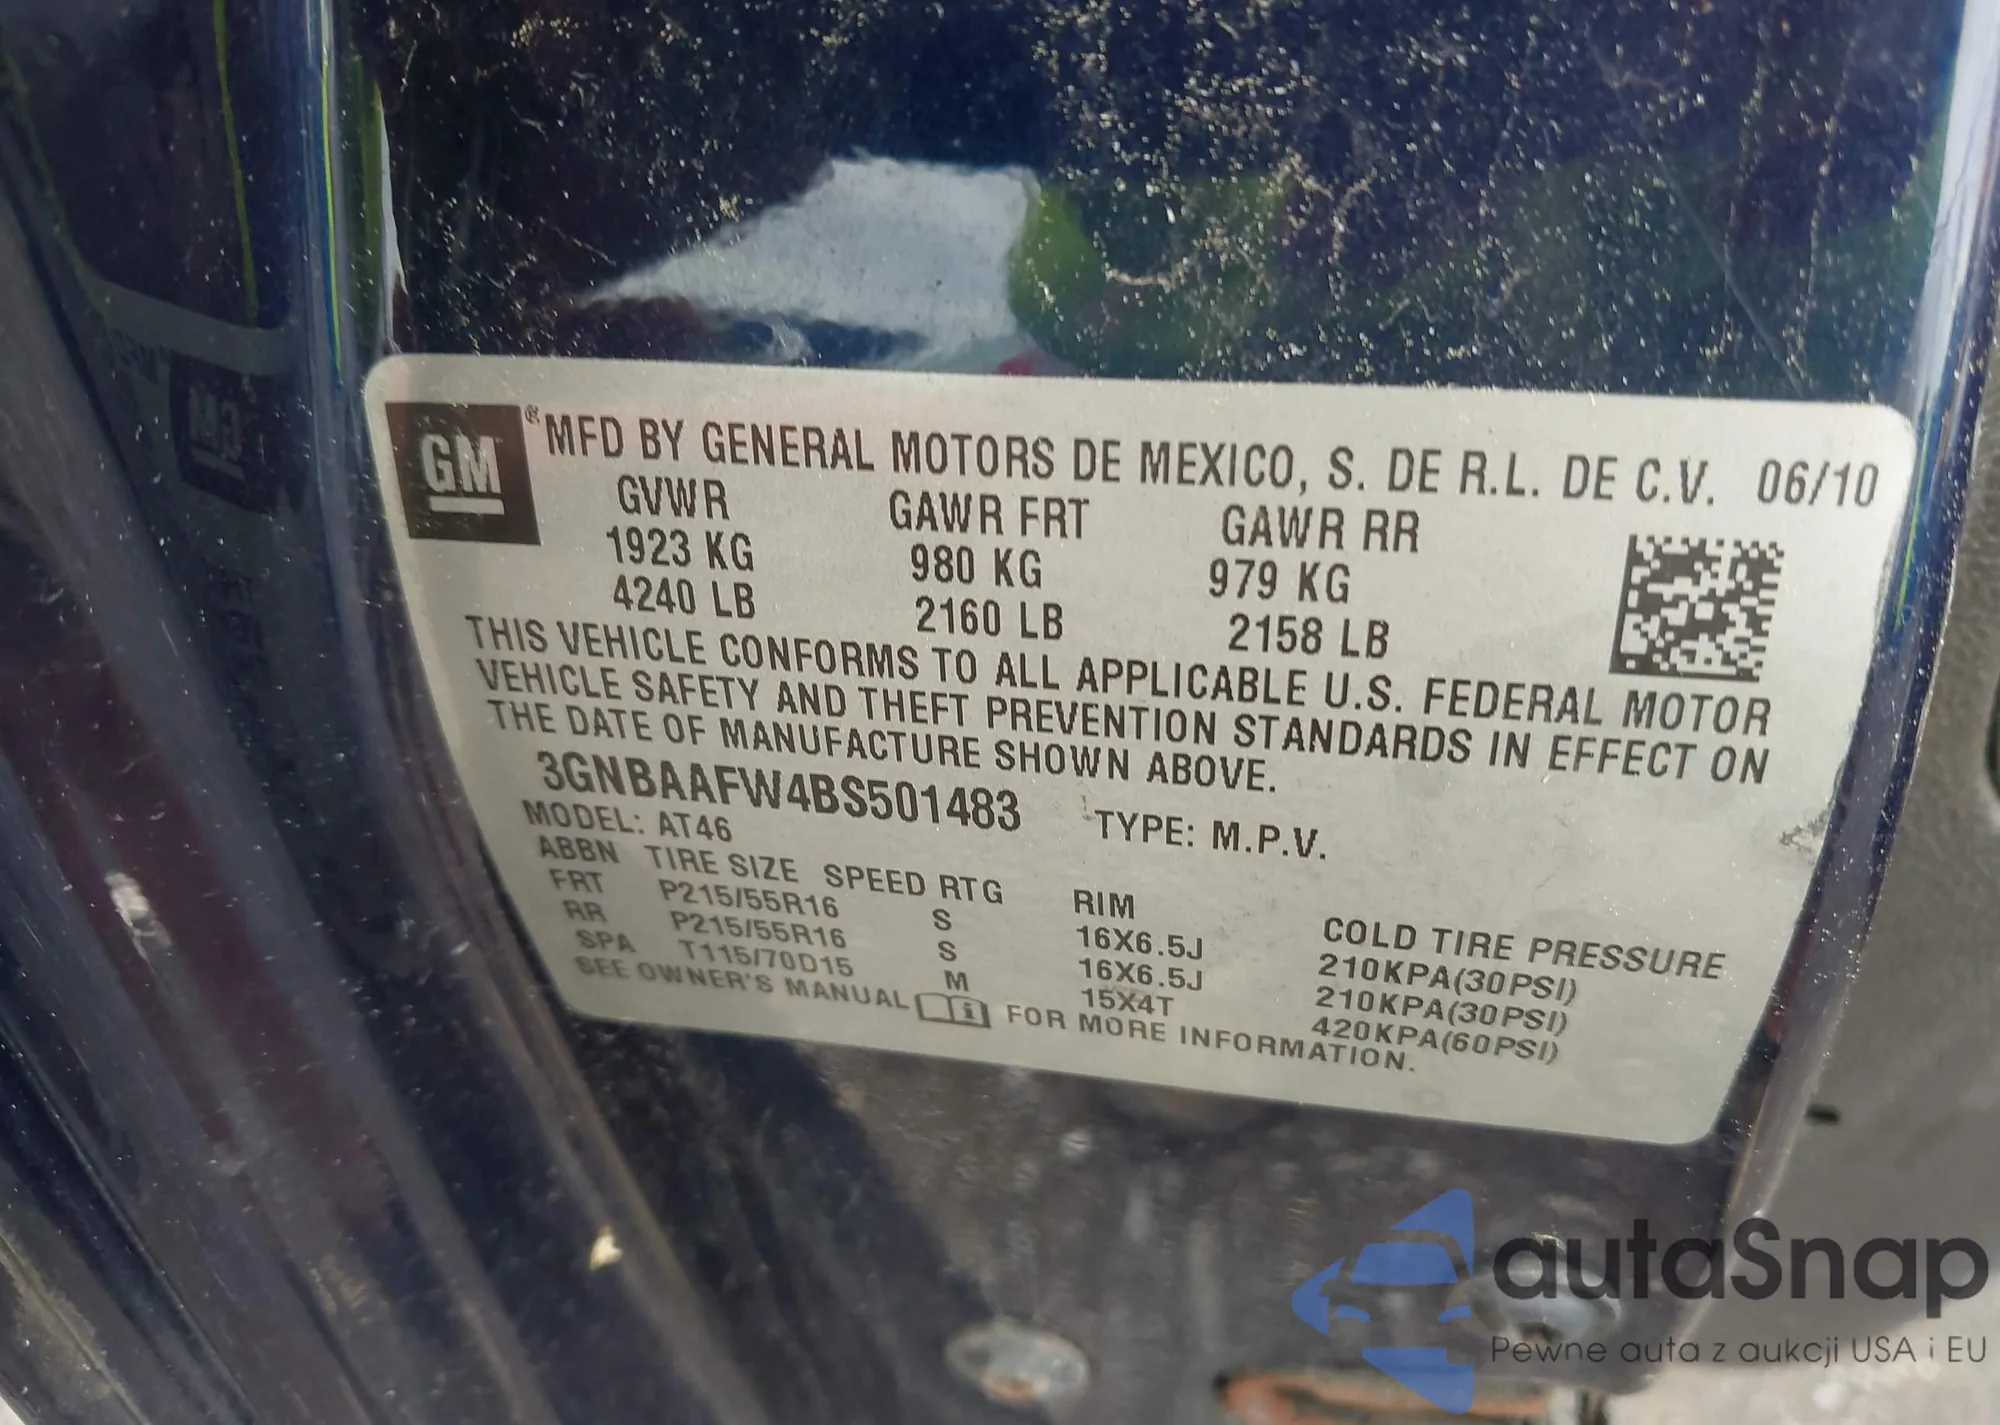 GM ® MFD BY GENERAL MOTORS DE MEXICO, S. DE R.L. DE C.V. 06/10
GVWR GAWR FRT GAWR RR
1923 KG 980 KG 979 KG
4240 LB 2160 LB 2158 LB
THIS VEHICLE CONFORMS TO ALL APPLICABLE U.S. FEDERAL MOTOR
VEHICLE SAFETY AND THEFT PREVENTION STANDARDS IN EFFECT ON
THE DATE OF MANUFACTURE SHOWN ABOVE.
3GNBAAFW4BS501483 TYPE: M.P.V.
MODEL: AT46
ABBN TIRE SIZE SPEED RTG RIM COLD TIRE PRESSURE
FRT P215/55R16 S 16X6.5J 210KPA(30PSI)
RR P215/55R16 S 16X6.5J 210KPA(30PSI)
SPA T115/70D15 M 15X4T 420KPA(60PSI)
SEE OWNER'S MANUAL FOR MORE INFORMATION.
autaSnap
Pewne auta z aukcji USA i EU